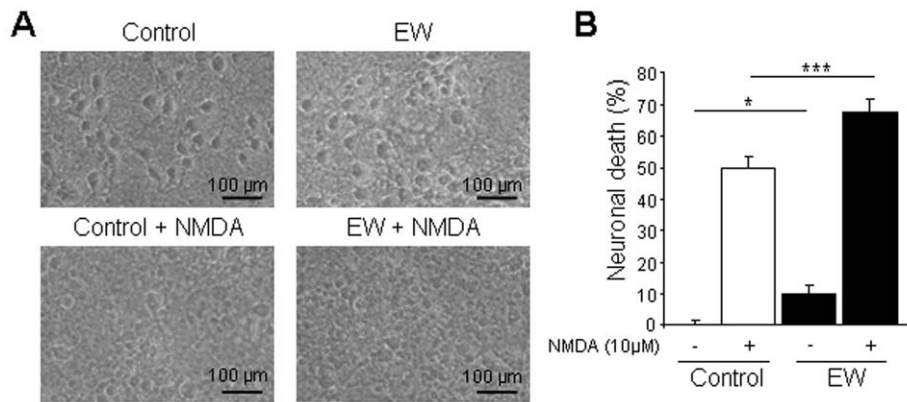 A
Control
EW
100 µm
100 µm
Control + NMDA
EW + NMDA
100 µm
100 µm
B
Neuronal death (%)
80
70
60
50
40
30
20
10
0
*
***
NMDA (10µM) - + - +
Control EW